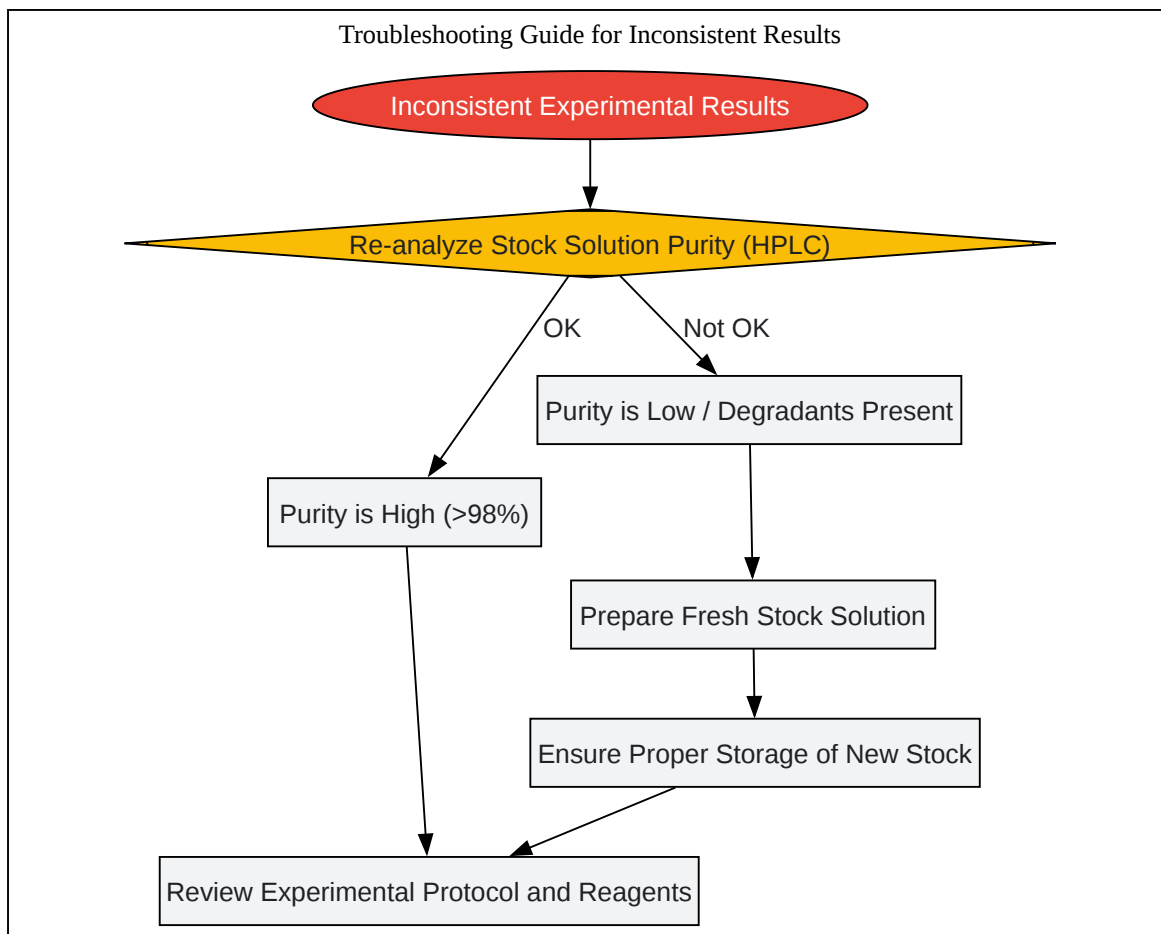 Troubleshooting Guide for Inconsistent Results
Inconsistent Experimental Results
Re-analyze Stock Solution Purity (HPLC)
OK
Not OK
Purity is Low / Degradants Present
Purity is High (>98%)
Prepare Fresh Stock Solution
Ensure Proper Storage of New Stock
Review Experimental Protocol and Reagents